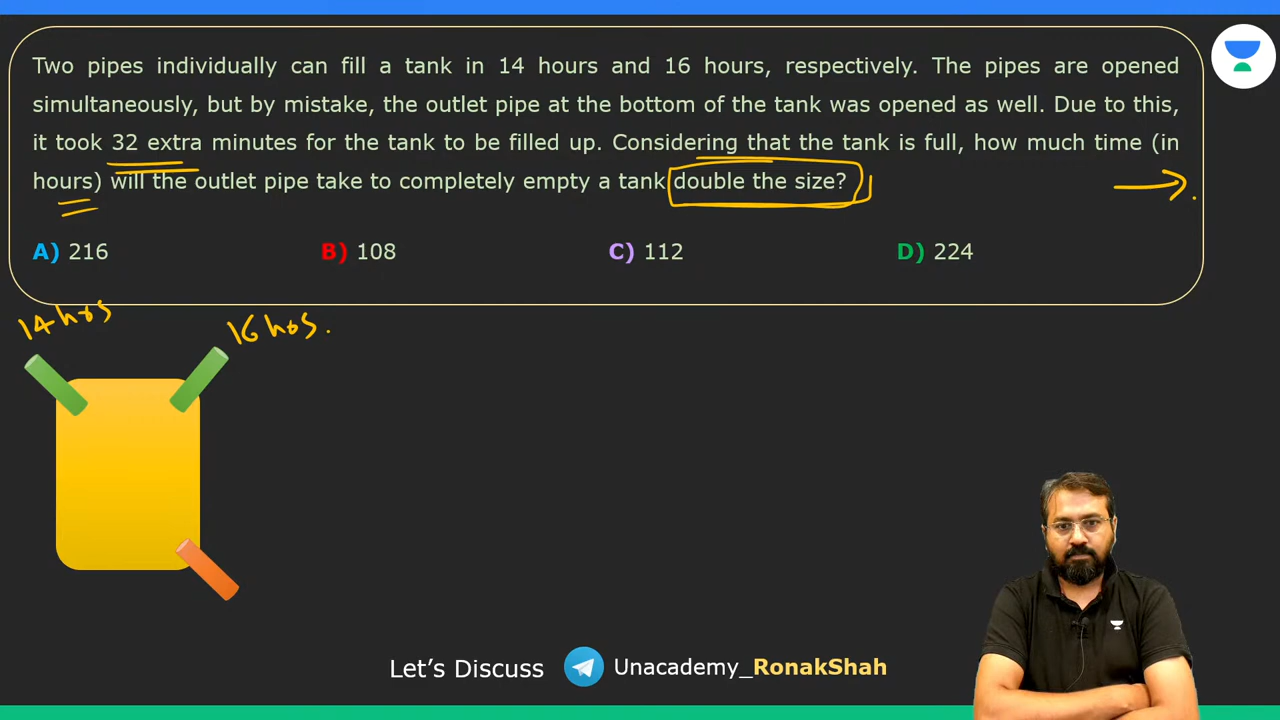 Two pipes individually can fill a tank in 14 hours and 16 hours, respectively. The pipes are opened
simultaneously, but by mistake, the outlet pipe at the bottom of the tank was opened as well. Due to this,
it took 32 extra minutes for the tank to be filled up. Considering that the tank is full, how much time (in
hours) will the outlet pipe take to completely empty a tank double the size?
A) 216 B) 108 C) 112 D) 224
14 hrs
16 hrs.
Let's Discuss Unacademy_RonakShah